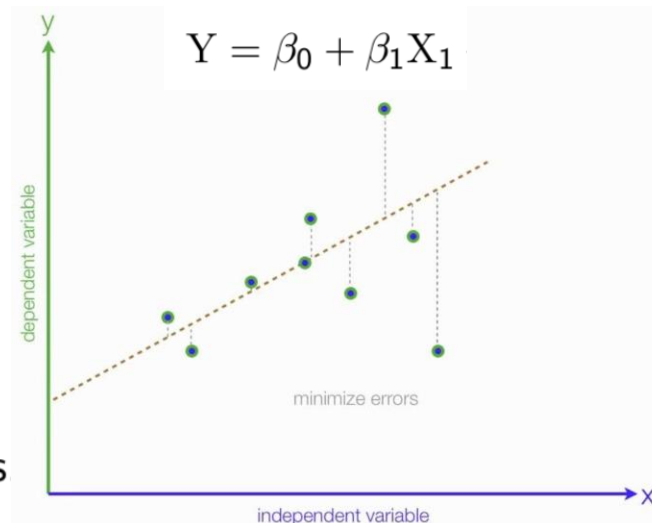 y
Y = β₀ + β₁X₁
dependent variable
minimize errors
s
x
independent variable